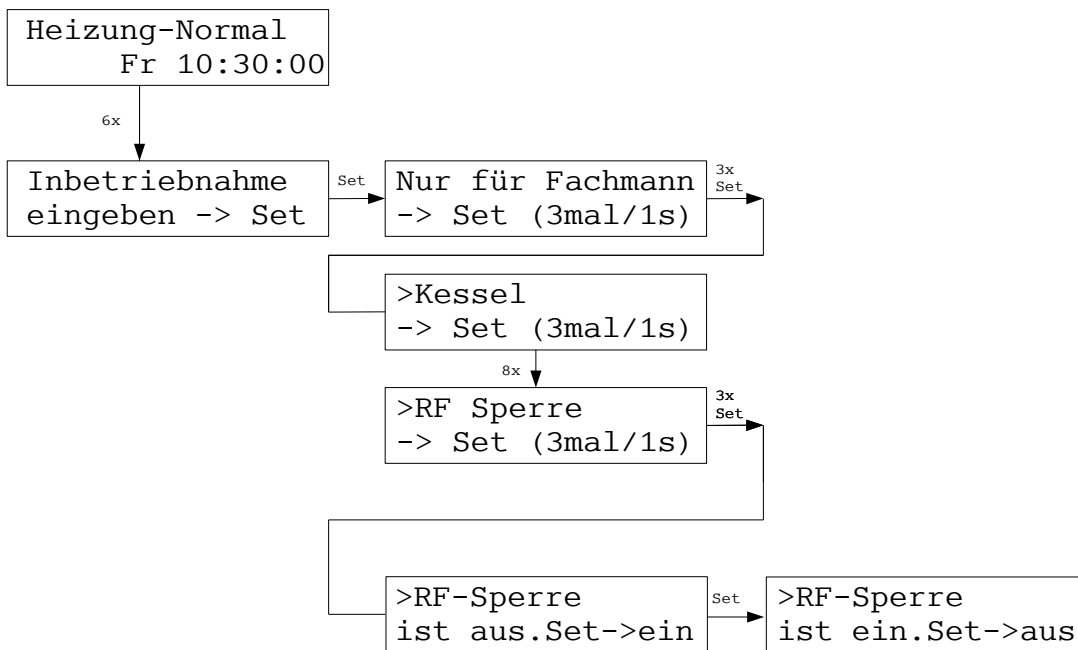 Heizung-Normal
Fr 10:30:00
6x
Inbetriebnahme
eingeben -> Set
Set
Nur für Fachmann
-> Set (3mal/1s)
3x
Set
>Kessel
-> Set (3mal/1s)
8x
>RF Sperre
-> Set (3mal/1s)
3x
Set
>RF-Sperre
ist aus.Set->ein
Set
>RF-Sperre
ist ein.Set->aus